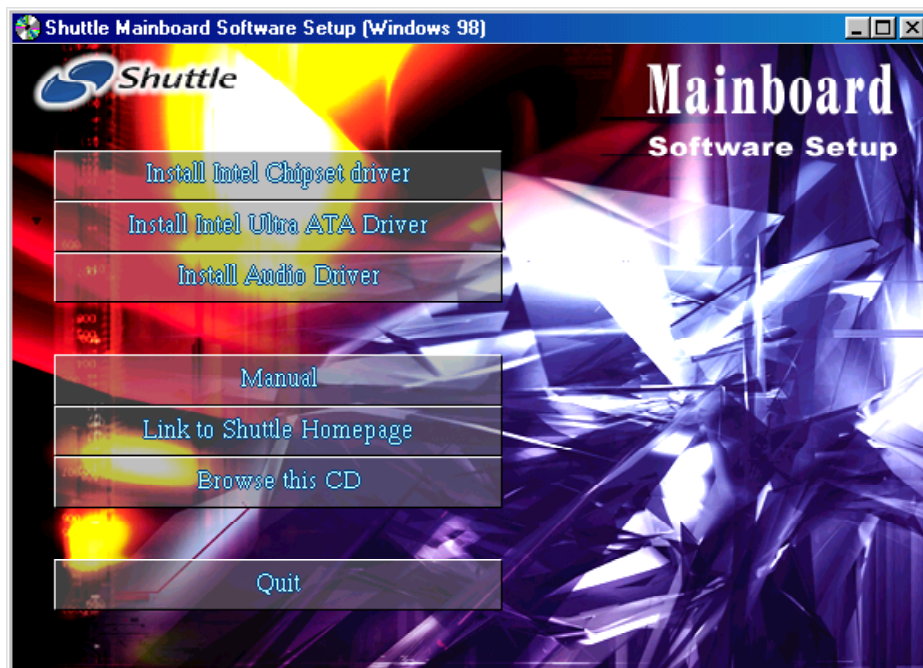 Shuttle Mainboard Software Setup (Windows 98)
Shuttle
Mainboard
Software Setup
Install Intel Chipset driver
Install Intel Ultra ATA Driver
Install Audio Driver
Manual
Link to Shuttle Homepage
Browse this CD
Quit